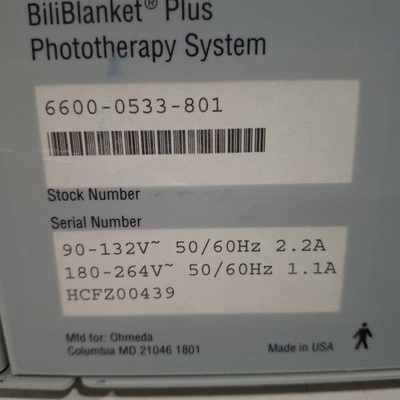 BiliBlanket® Plus
Phototherapy System
6600-0533-801
Stock Number
Serial Number
90-132V~ 50/60Hz 2.2A
180-264V~ 50/60Hz 1.1A
HCFZ00439
Mfd for: Ohmeda
Columbia MD 21046 1801
Made in USA